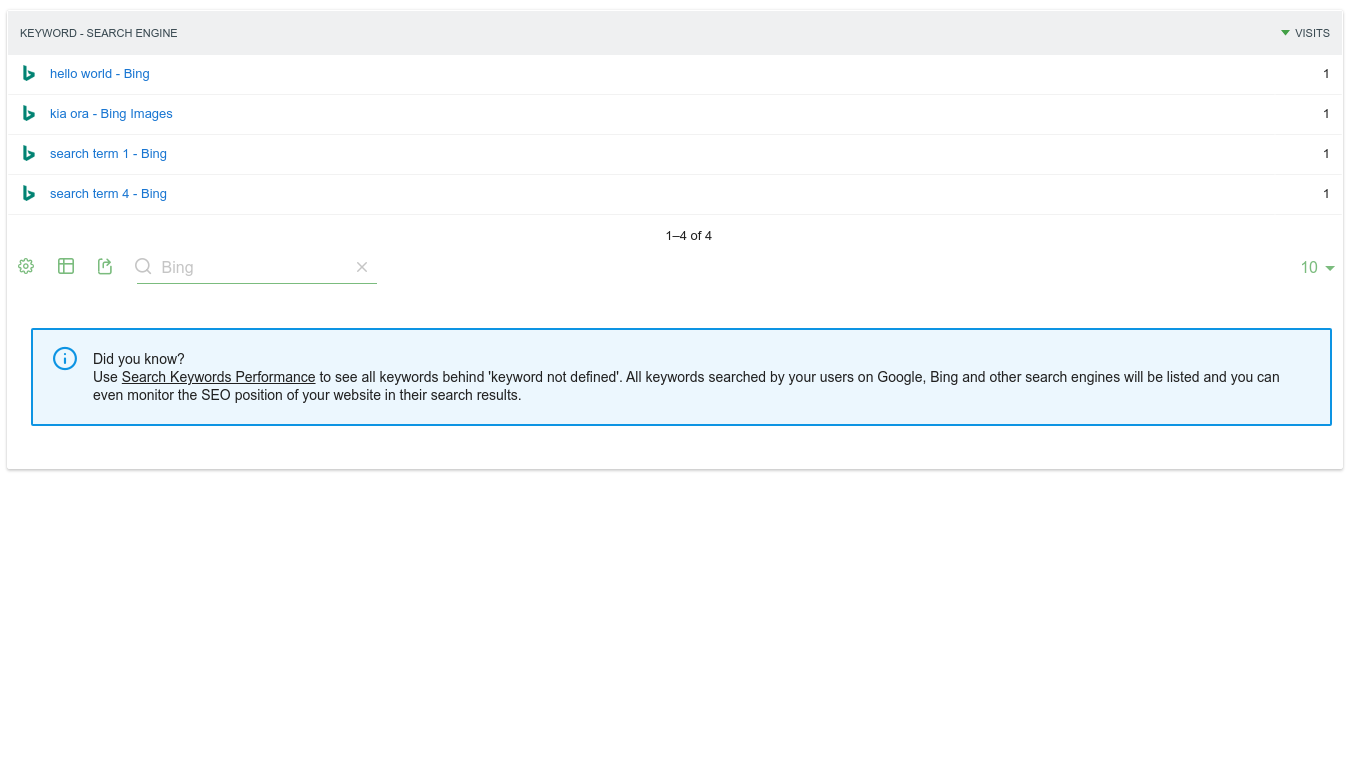 KEYWORD - SEARCH ENGINE VISITS
hello world - Bing 1
kia ora - Bing Images 1
search term 1 - Bing 1
search term 4 - Bing 1
1–4 of 4
Bing 10
Did you know?
Use Search Keywords Performance to see all keywords behind 'keyword not defined'. All keywords searched by your users on Google, Bing and other search engines will be listed and you can
even monitor the SEO position of your website in their search results.